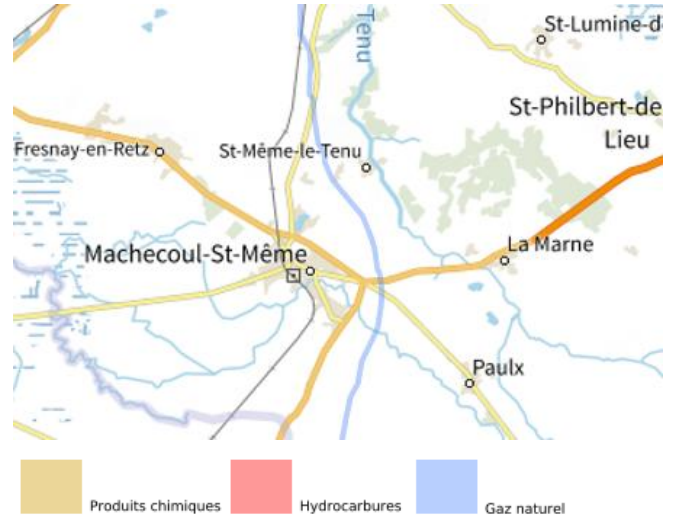 Tenu
St-Lumine-d
St-Philbert-de
Lieu
Fresnay-en-Retz
St-Même-le-Tenu
Machecoul-St-Même
La Marne
Paulx
Produits chimiques
Hydrocarbures
Gaz naturel